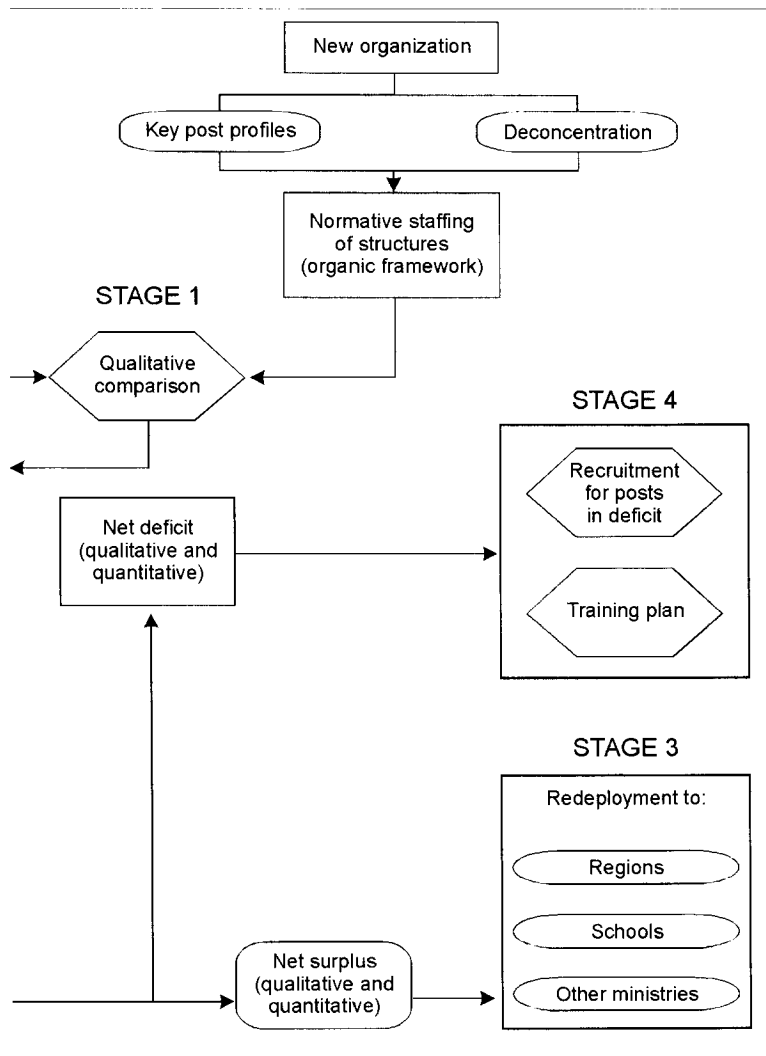 New organization
Key post profiles
Deconcentration
Normative staffing
of structures
(organic framework)
STAGE 1
Qualitative
comparison
STAGE 4
Recruitment
for posts
in deficit
Training plan
Net deficit
(qualitative and
quantitative)
STAGE 3
Redeployment to:
Regions
Schools
Other ministries
Net surplus
(qualitative and
quantitative)